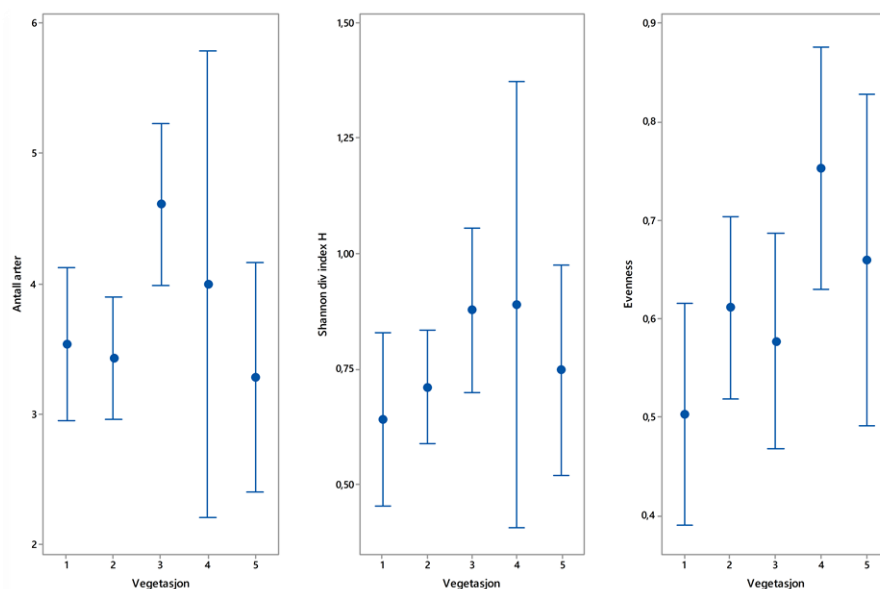 Antall arter
6
5
4
3
2
1 2 3 4 5
Vegetasjon
Shannon div index H
1,50
1,25
1,00
0,75
0,50
1 2 3 4 5
Vegetasjon
Evenness
0,9
0,8
0,7
0,6
0,5
0,4
1 2 3 4 5
Vegetasjon